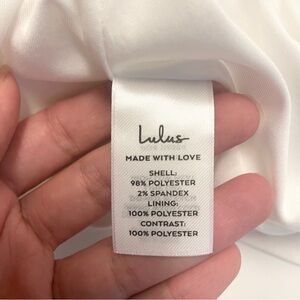 Lulus
MADE WITH LOVE
SHELL:
98% POLYESTER
2% SPANDEX
LINING:
100% POLYESTER
CONTRAST:
100% POLYESTER